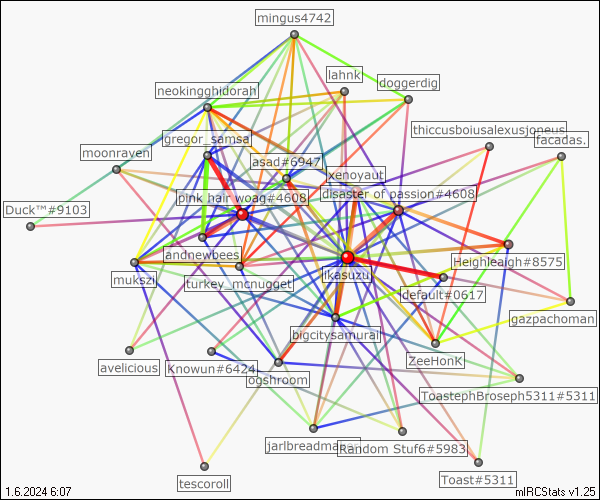 mingus4742
lahnk
doggerdig
neokingghidorah
thiccusboiusalexusjoneus
facadas.
gregor_samsa
moonraven
asad#6947
xenoyaut
pink hair woag#4608
disaster of passion#4608
Duck™#9103
andnewbees
Heighleaigh#8575
mukszi
turkey_mcnugget
ikasuzu
default#0617
gazpachoman
bigcitysamurai
ZeeHonK
avelicious
Knowun#6424
ogshroom
ToastephBroseph5311#5311
jarlbreadmaker
Random Stuf6#5983
tescoroll
Toast#5311
1.6.2024 6:07
mIRCStats v1.25